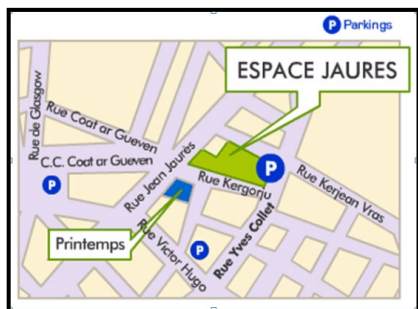 P Parkings
ESPACE JAURES
Rue de Glasgow
Rue Coat ar Gueven
C.C. Coat ar Gueven
Rue Jean Jaurès
P
Rue Kergorju
Rue Kerjean Vras
P
Printemps
Rue Victor Hugo
P
Rue Yves Collet